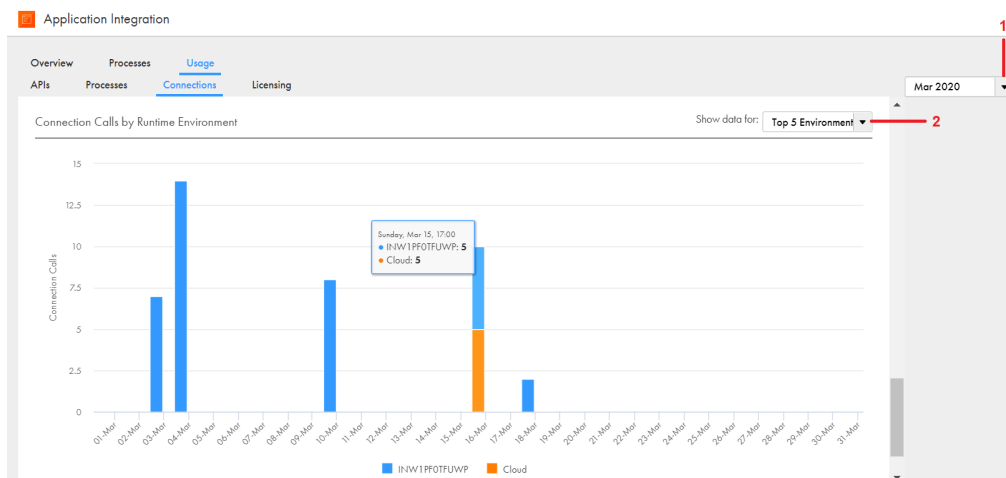 Application Integration
1
Overview Processes Usage
APIs Processes Connections Licensing
Mar 2020
Connection Calls by Runtime Environment
Show data for: Top 5 Environment
2
15
12.5
10
7.5
5
2.5
0
Connection Calls
Sunday, Mar 15, 17:00
• INW1PF0TFUWP: 5
• Cloud: 5
01-Mar 02-Mar 03-Mar 04-Mar 05-Mar 06-Mar 07-Mar 08-Mar 09-Mar 10-Mar 11-Mar 12-Mar 13-Mar 14-Mar 15-Mar 16-Mar 17-Mar 18-Mar 19-Mar 20-Mar 21-Mar 22-Mar 23-Mar 24-Mar 25-Mar 26-Mar 27-Mar 28-Mar 29-Mar 30-Mar 31-Mar
INW1PF0TFUWP Cloud